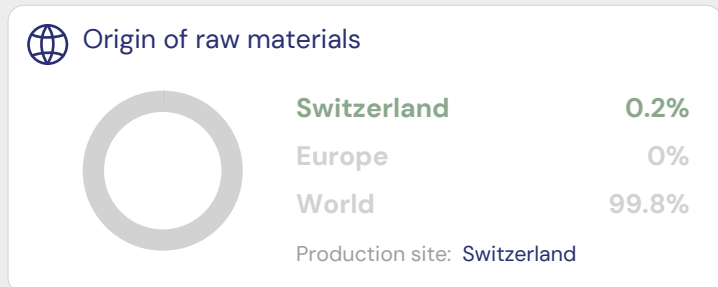 Origin of raw materials
Switzerland 0.2%
Europe 0%
World 99.8%
Production site: Switzerland